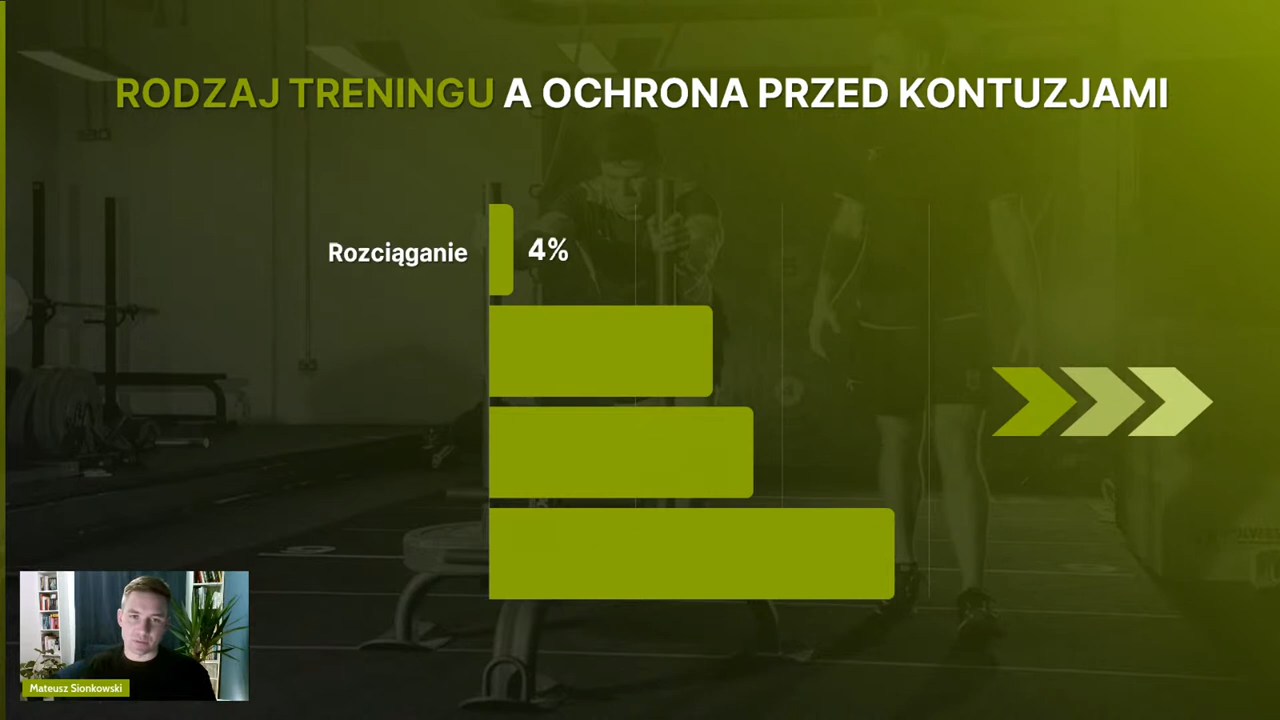 RODZAJ TRENINGU A OCHRONA PRZED KONTUZJAMI
Rozciąganie
4%
Mateusz Sionkowski